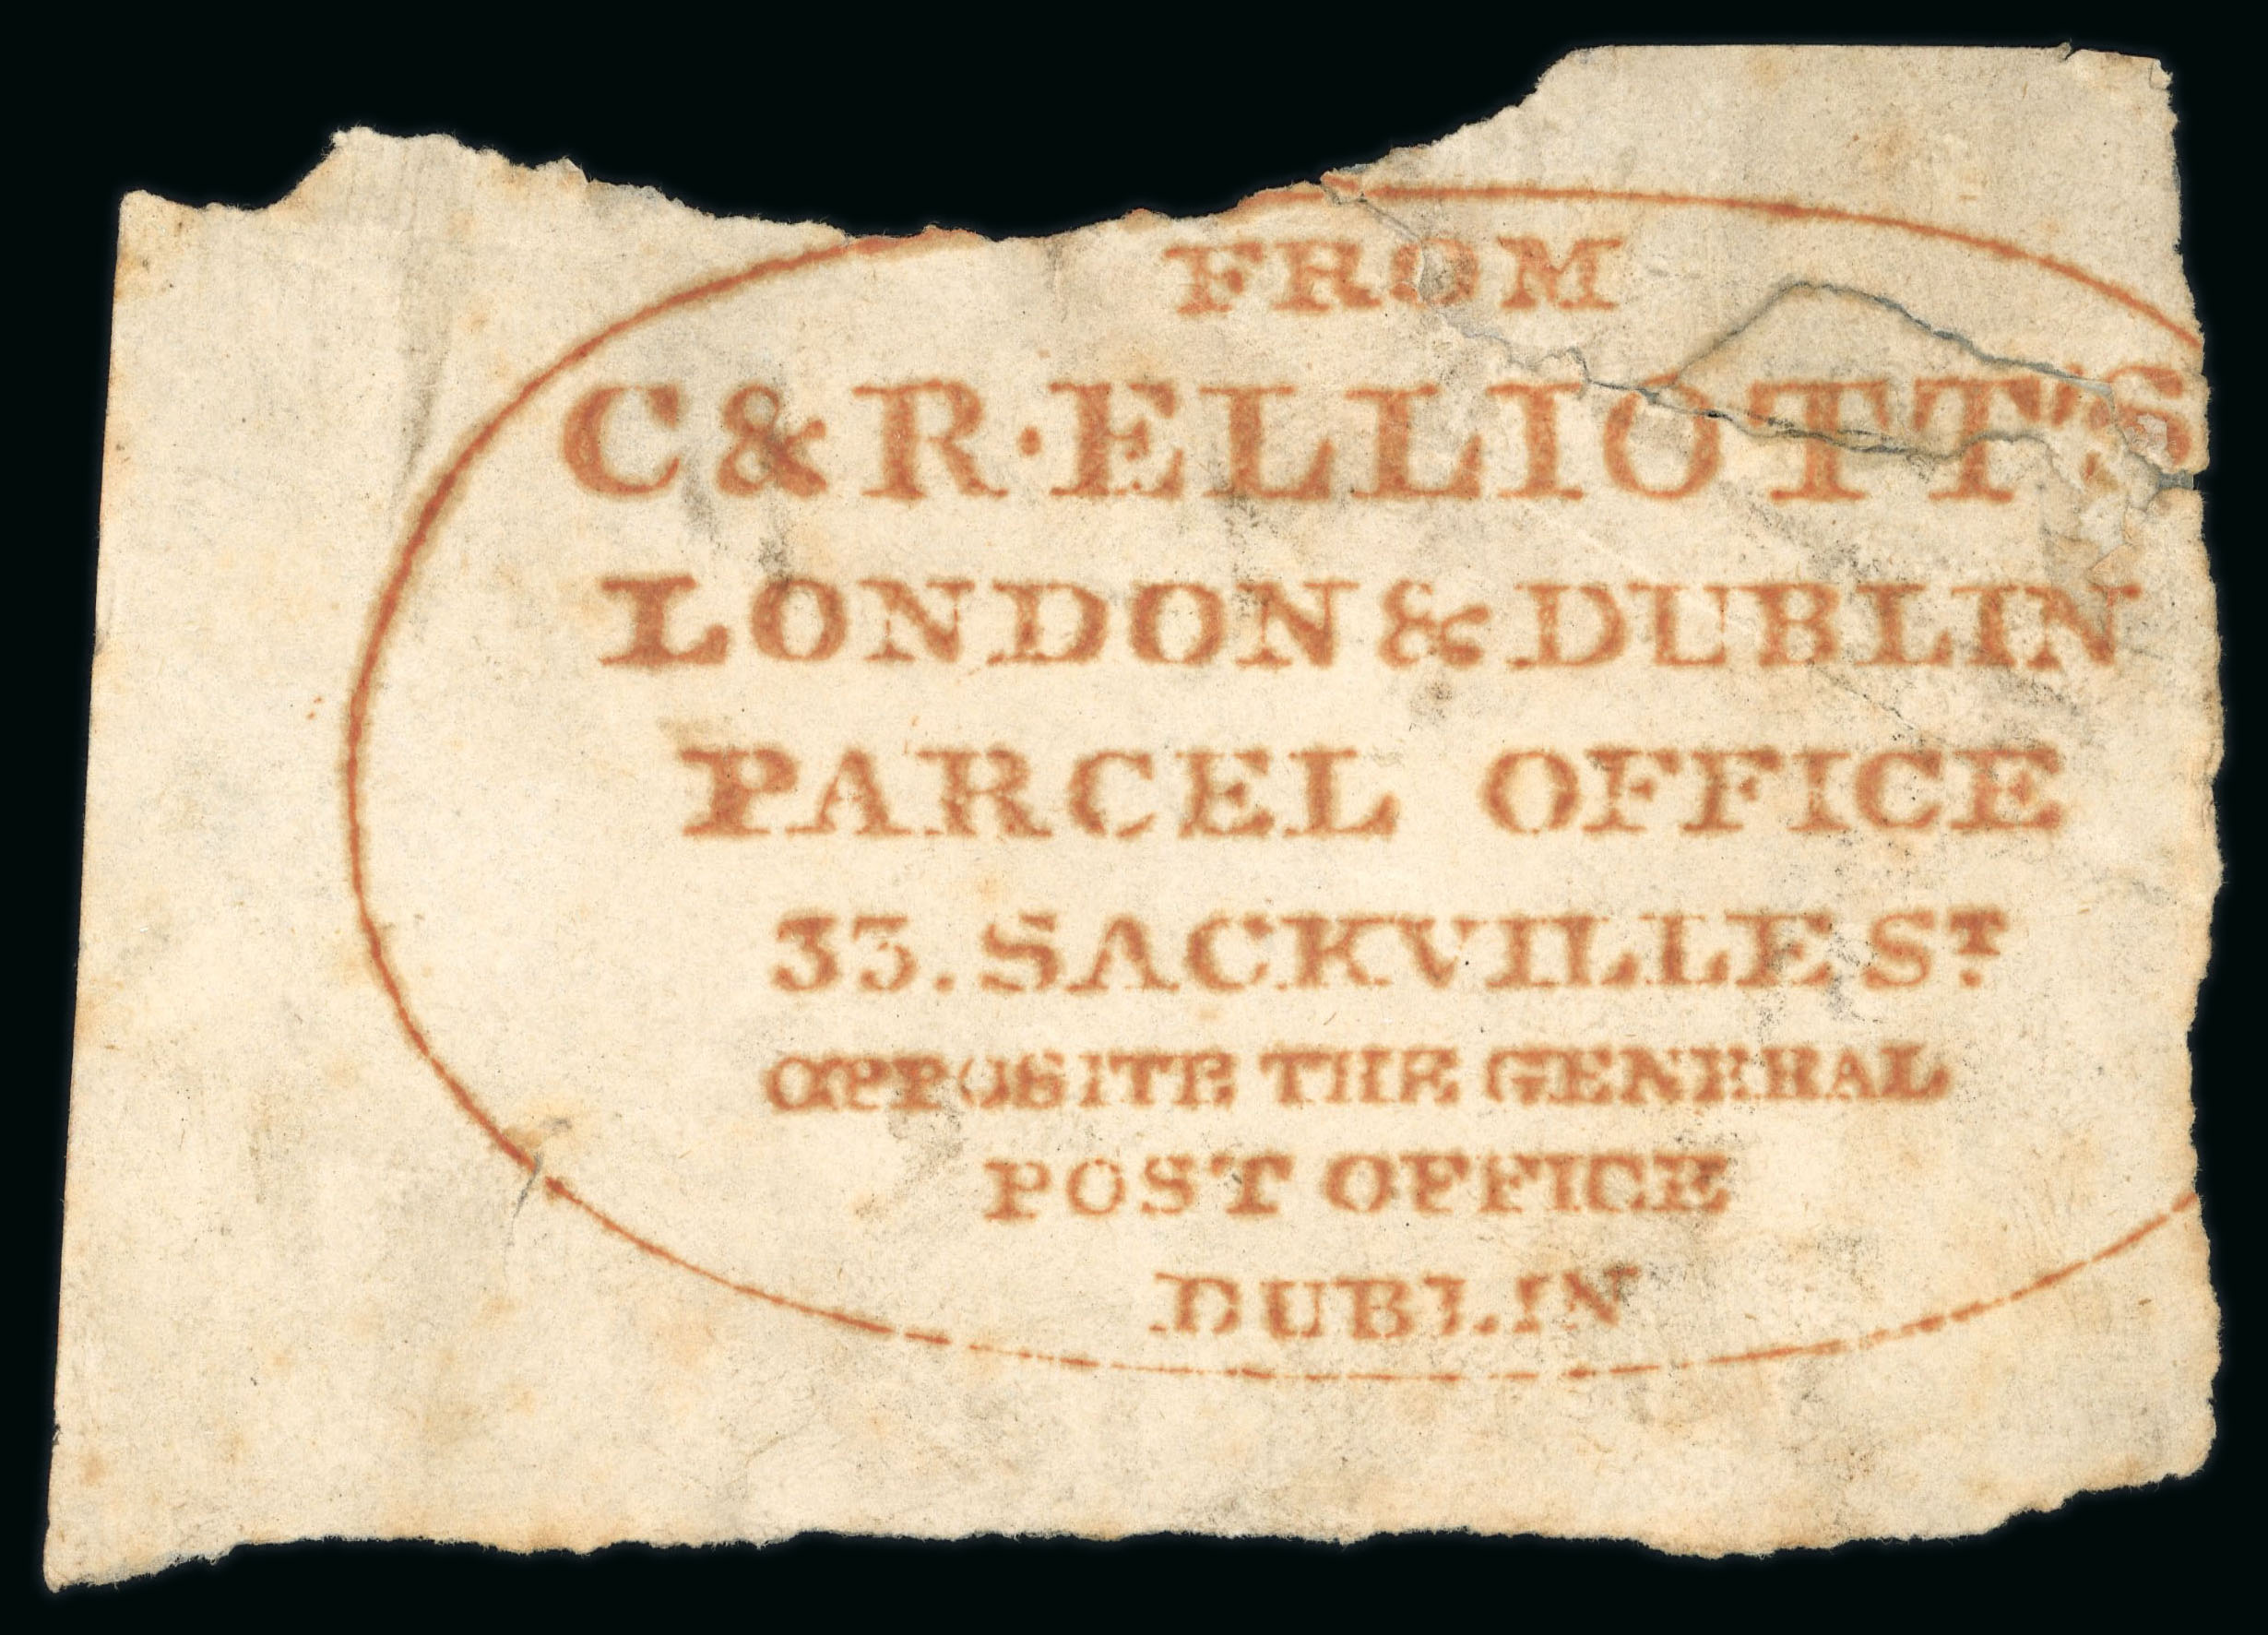 FROM
C & R. ELLIOTT'S
LONDON & DUBLIN
PARCEL OFFICE
33. SACKVILLE ST.
OPPOSITE THE GENERAL
POST OFFICE
DUBLIN